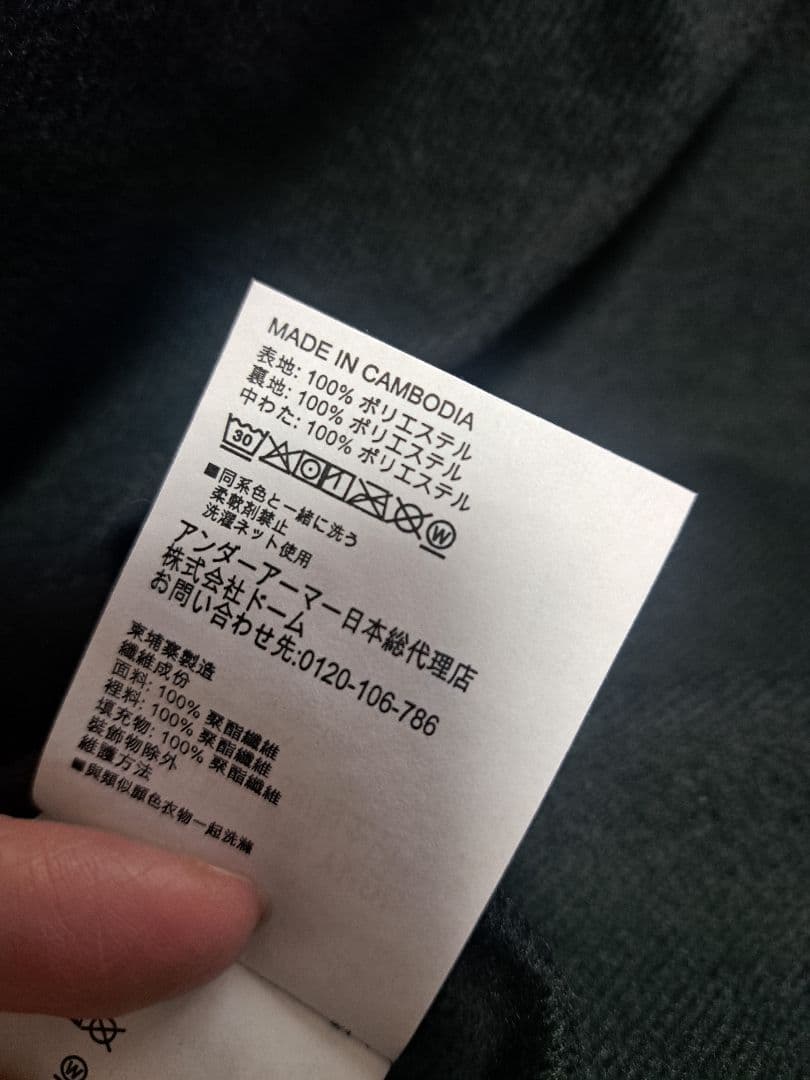 MADE IN CAMBODIA
表地: 100% ポリエステル
裏地: 100% ポリエステル
中わた: 100% ポリエステル
30
W
■同系色と一緒に洗う
柔軟剤禁止
洗濯ネット使用
アンダーアーマー日本総代理店
株式会社ドーム
お問い合わせ先:0120-106-786
柬埔寨製造
纖維成份
面料: 100% 聚酯纖維
裡料: 100% 聚酯纖維
填充物: 100% 聚酯纖維
裝飾物除外
維護方法
■與類似顏色衣物一起洗滌
W